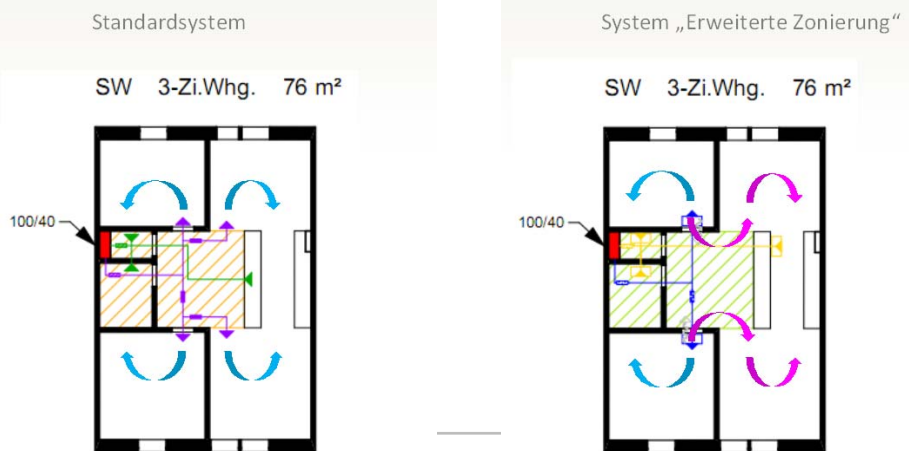 Standardsystem
System „Erweiterte Zonierung“
SW 3-Zi.Whg. 76 m²
SW 3-Zi.Whg. 76 m²
100/40
100/40